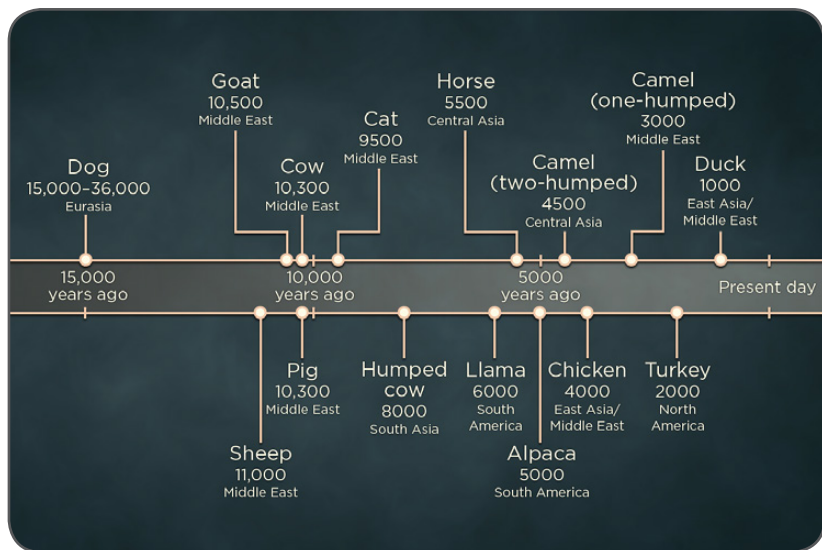 Goat
10,500
Middle East
Horse
5500
Central Asia
Camel
(one-humped)
3000
Middle East
Cat
9500
Middle East
Dog
15,000–36,000
Eurasia
Cow
10,300
Middle East
Camel
(two-humped)
4500
Central Asia
Duck
1000
East Asia/
Middle East
15,000
years ago
10,000
years ago
5000
years ago
Present day
Pig
10,300
Middle East
Humped
cow
8000
South Asia
Llama
6000
South
America
Chicken
4000
East Asia/
Middle East
Turkey
2000
North
America
Sheep
11,000
Middle East
Alpaca
5000
South America